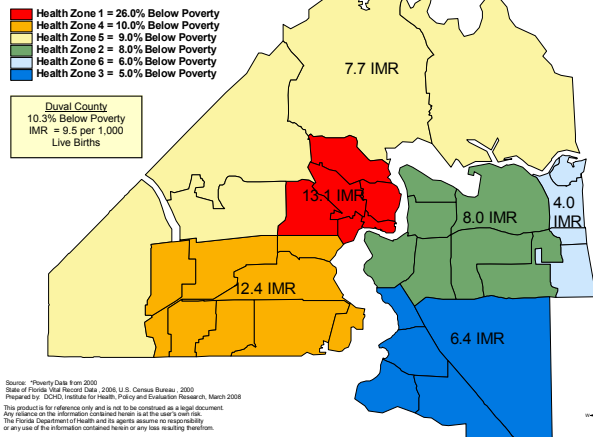 Health Zone 1 = 26.0% Below Poverty
Health Zone 4 = 10.0% Below Poverty
Health Zone 5 = 9.0% Below Poverty
Health Zone 2 = 8.0% Below Poverty
Health Zone 6 = 6.0% Below Poverty
Health Zone 3 = 5.0% Below Poverty
7.7 IMR
Duval County
10.3% Below Poverty
IMR = 9.5 per 1,000
Live Births
13.1 IMR
8.0 IMR
4.0
IMR
12.4 IMR
6.4 IMR
Source: *Poverty Data from 2000
State of Florida Vital Record Data , 2006, U.S. Census Bureau , 2000
Prepared by: DCHD, Institute for Health, Policy and Evaluation Research, March 2008
This product is for reference only and is not to be construed as a legal document.
Any reliance on the information contained herein is at the user's own risk.
The Florida Department of Health and its agents assume no responsibility
or any use of the information contained herein or any loss resulting therefrom.
W